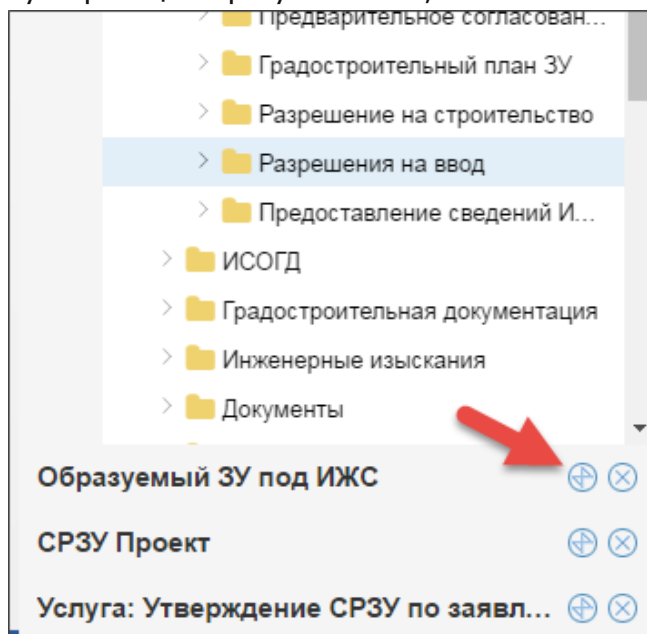 Предварительное согласован...
Градостроительный план ЗУ
Разрешение на строительство
Разрешения на ввод
Предоставление сведений И...
ИСОГД
Градостроительная документация
Инженерные изыскания
Документы
Образуемый ЗУ под ИЖС
СРЗУ Проект
Услуга: Утверждение СРЗУ по заявл...